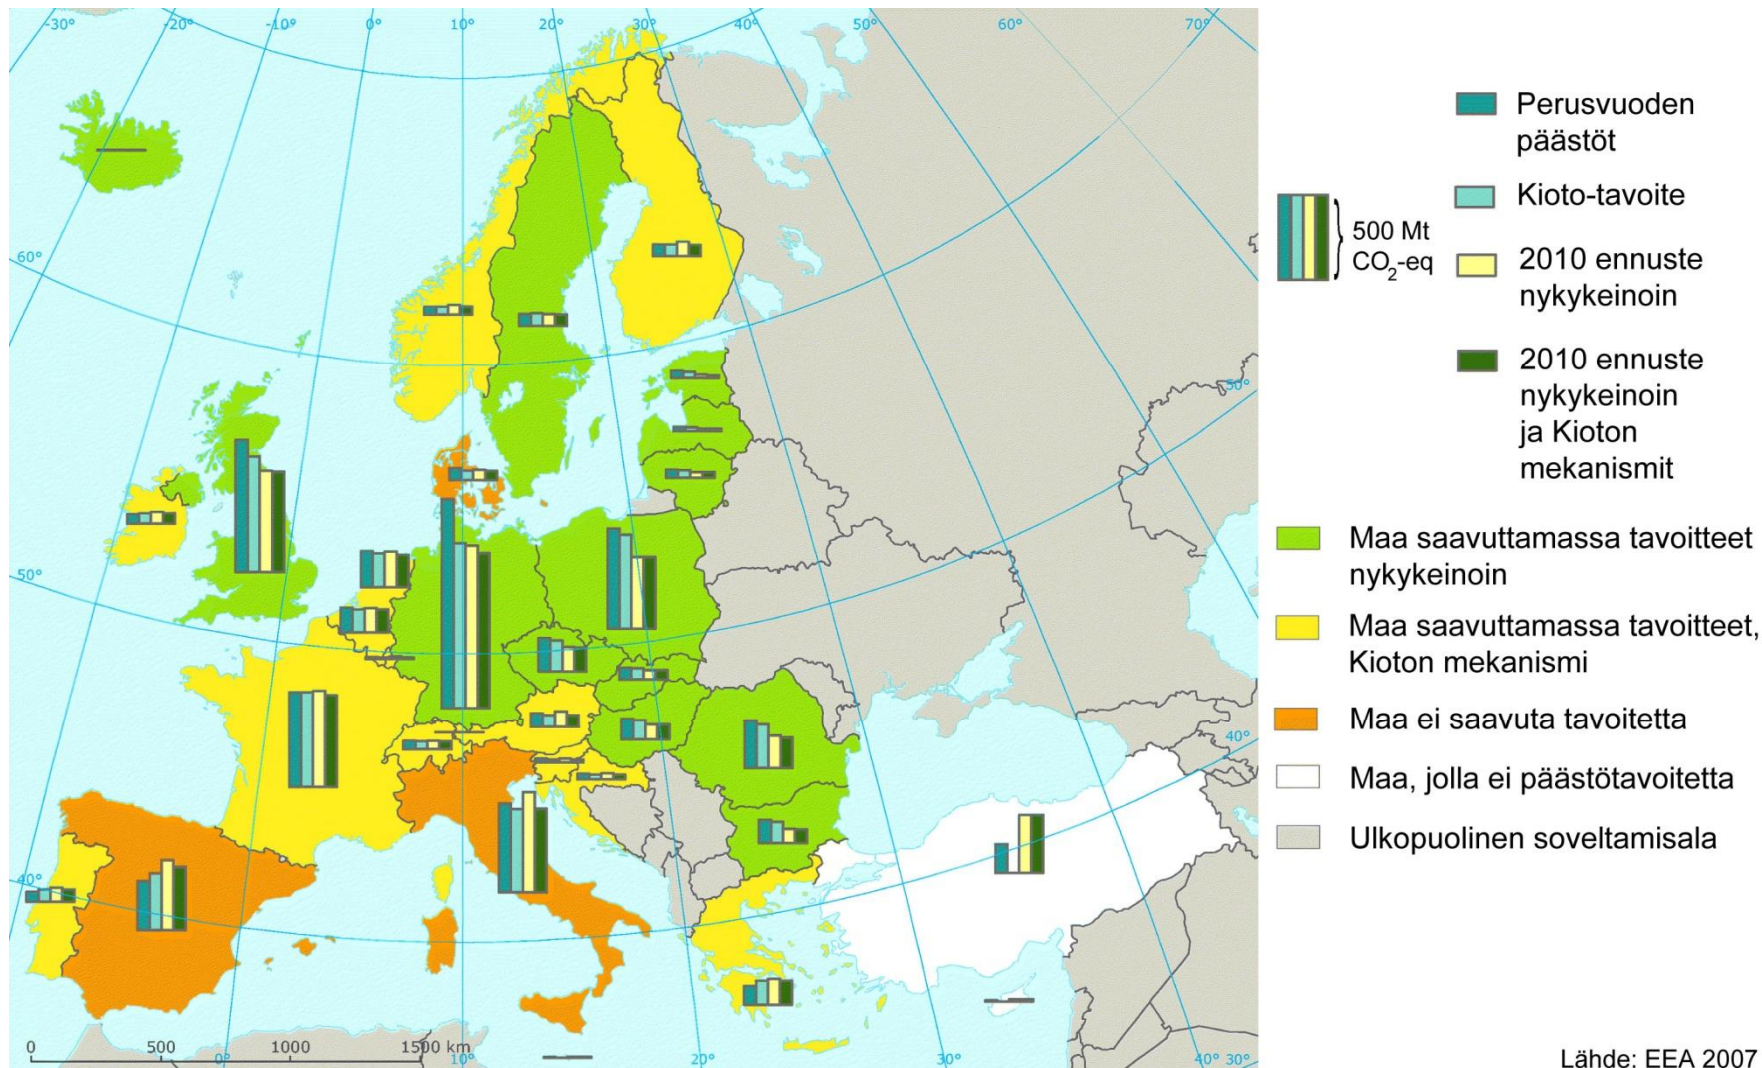 -30°
-20°
-10°
0°
10°
20°
30°
40°
50°
60°
70°
60°
50°
40°
50°
40°
0
500
1000
1500 km
0°
10°
20°
30°
40°
30°
500 Mt
CO₂-eq
Perusvuoden
päästöt
Kioto-tavoite
2010 ennuste
nykykeinoin
2010 ennuste
nykykeinoin
ja Kioton
mekanismit
Maa saavuttamassa tavoitteet
nykykeinoin
Maa saavuttamassa tavoitteet,
Kioton mekanismi
Maa ei saavuta tavoitetta
Maa, jolla ei päästötavoitetta
Ulkopuolinen soveltamisala
Lähde: EEA 2007